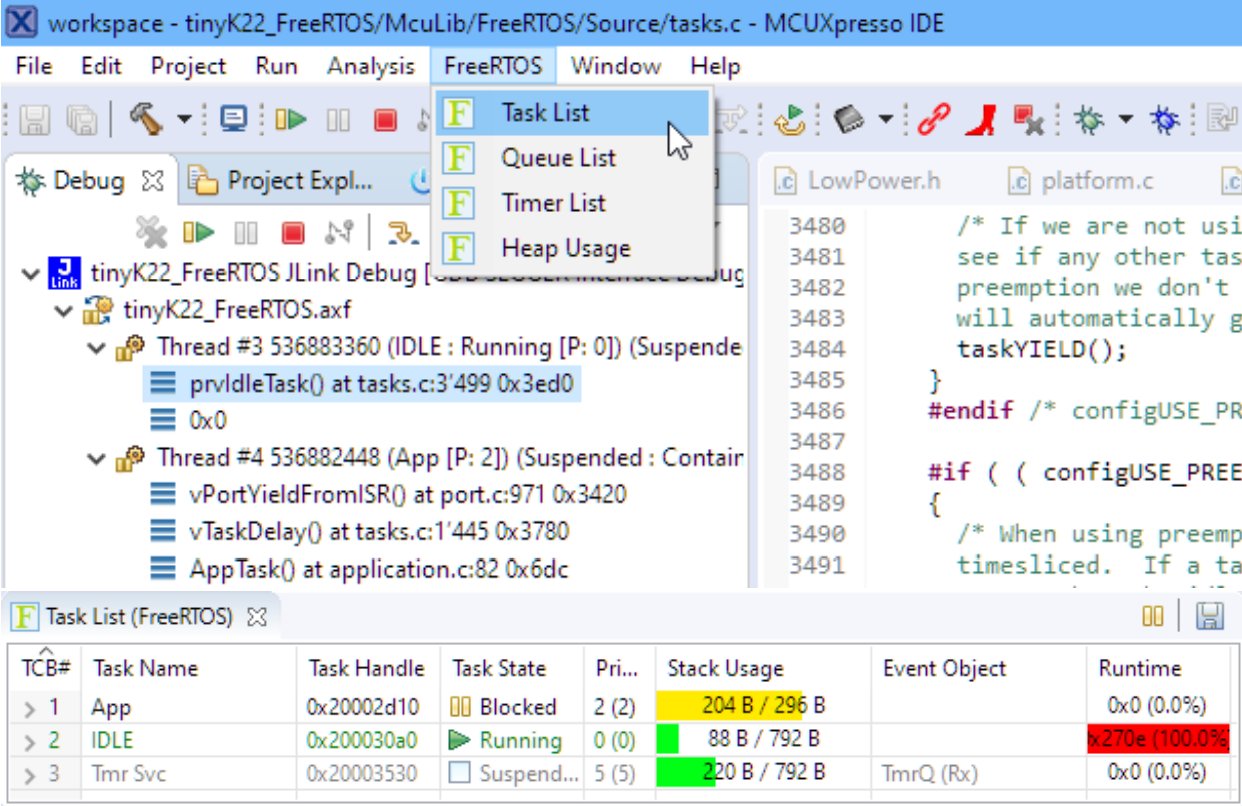 workspace - tinyK22_FreeRTOS/McuLib/FreeRTOS/Source/tasks.c - MCUXpresso IDE
File Edit Project Run Analysis FreeRTOS Window Help
Task List
Queue List
Timer List
Heap Usage
Debug Project Expl...
tinyK22_FreeRTOS JLink Debug
tinyK22_FreeRTOS.axf
Thread #3 536883360 (IDLE : Running [P: 0]) (Suspende
prvIdleTask() at tasks.c:3'499 0x3ed0
0x0
Thread #4 536882448 (App [P: 2]) (Suspended : Contain
vPortYieldFromISR() at port.c:971 0x3420
vTaskDelay() at tasks.c:1'445 0x3780
AppTask() at application.c:82 0x6dc
.c LowPower.h .c platform.c .c
3480 /* If we are not usi
3481 see if any other tas
3482 preemption we don't
3483 will automatically g
3484 taskYIELD();
3485 }
3486 #endif /* configUSE_PR
3487
3488 #if ( ( configUSE_PREE
3489 {
3490 /* When using preemp
3491 timesliced. If a ta
Task List (FreeRTOS)
TCB# Task Name Task Handle Task State Pri... Stack Usage Event Object Runtime
1 App 0x20002d10 Blocked 2 (2) 204 B / 296 B 0x0 (0.0%)
2 IDLE 0x200030a0 Running 0 (0) 88 B / 792 B x270e (100.0%
3 Tmr Svc 0x20003530 Suspend... 5 (5) 220 B / 792 B TmrQ (Rx) 0x0 (0.0%)